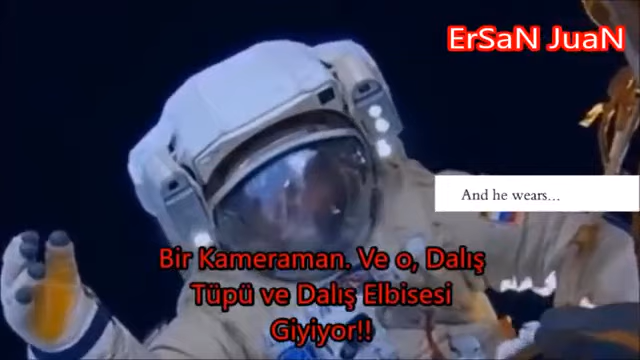 ErSaN JuaN
And he wears...
Bir Kameraman. Ve o, Dalış
Tüpü ve Dalış Elbisesi
Giyiyor!!